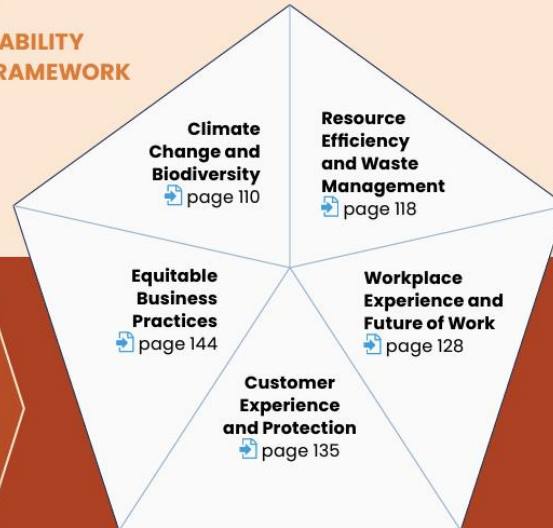 ABILITY
RAMEWORK
Climate
Change and
Biodiversity
page 110
Resource
Efficiency
and Waste
Management
page 118
Equitable
Business
Practices
page 144
Workplace
Experience and
Future of Work
page 128
Customer
Experience
and Protection
page 135